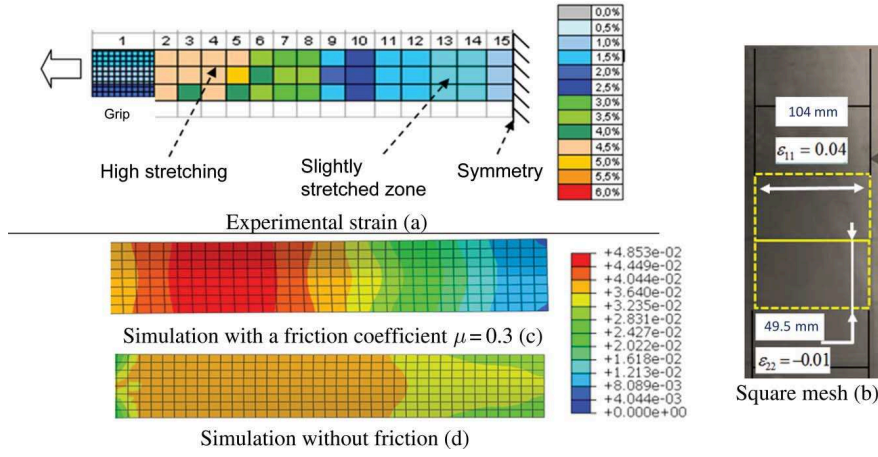 1 2 3 4 5 6 7 8 9 10 11 12 13 14 15
Grip
High stretching
Slightly
stretched zone
Symmetry
0,0%
0,5%
1,0%
1,5%
2,0%
2,5%
3,0%
3,5%
4,0%
4,5%
5,0%
5,5%
6,0%
Experimental strain (a)
+4.853e-02
+4.449e-02
+4.044e-02
+3.640e-02
+3.235e-02
+2.831e-02
+2.427e-02
+2.022e-02
+1.618e-02
+1.213e-02
+8.089e-03
+4.044e-03
+0.000e+00
Simulation with a friction coefficient μ = 0.3 (c)
Simulation without friction (d)
104 mm
ε11 = 0.04
49.5 mm
ε22 = −0.01
Square mesh (b)